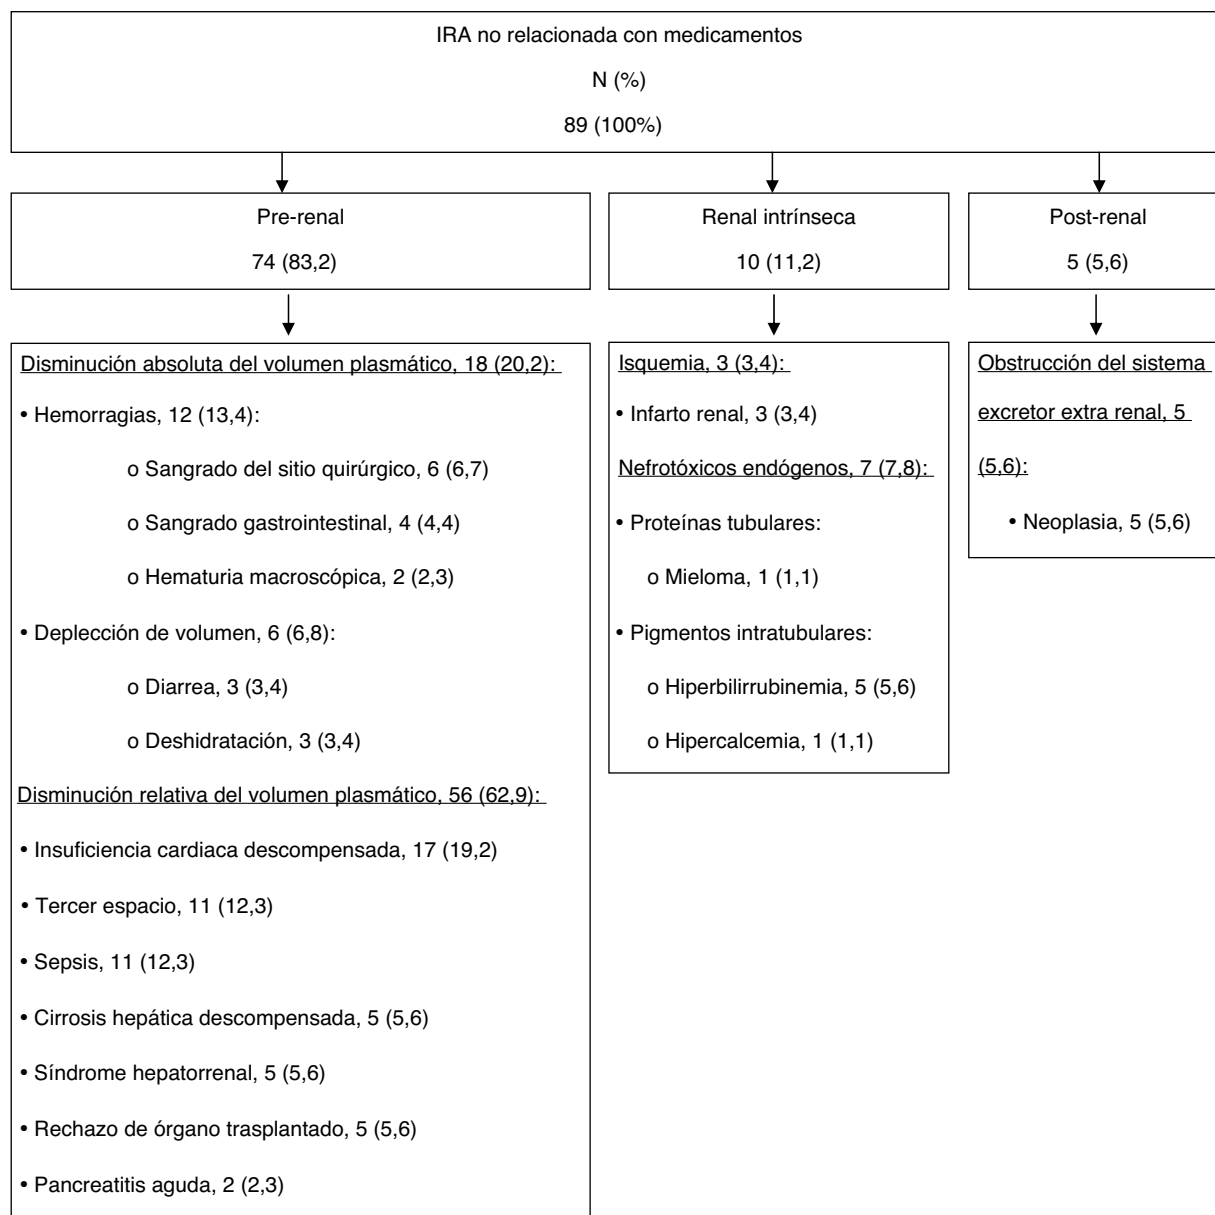 IRA no relacionada con medicamentos
N (%)
89 (100%)
Pre-renal
74 (83,2)
Renal intrínseca
10 (11,2)
Post-renal
5 (5,6)
Disminución absoluta del volumen plasmático, 18 (20,2):
• Hemorragias, 12 (13,4):
o Sangrado del sitio quirúrgico, 6 (6,7)
o Sangrado gastrointestinal, 4 (4,4)
o Hematuria macroscópica, 2 (2,3)
• Deplección de volumen, 6 (6,8):
o Diarrea, 3 (3,4)
o Deshidratación, 3 (3,4)
Disminución relativa del volumen plasmático, 56 (62,9):
• Insuficiencia cardiaca descompensada, 17 (19,2)
• Tercer espacio, 11 (12,3)
• Sepsis, 11 (12,3)
• Cirrosis hepática descompensada, 5 (5,6)
• Síndrome hepatorrenal, 5 (5,6)
• Rechazo de órgano trasplantado, 5 (5,6)
• Pancreatitis aguda, 2 (2,3)
Isquemia, 3 (3,4):
• Infarto renal, 3 (3,4)
Nefrotóxicos endógenos, 7 (7,8):
• Proteínas tubulares:
o Mieloma, 1 (1,1)
• Pigmentos intratubulares:
o Hiperbilirrubinemia, 5 (5,6)
o Hipercalcemia, 1 (1,1)
Obstrucción del sistema
excretor extra renal, 5
(5,6):
• Neoplasia, 5 (5,6)